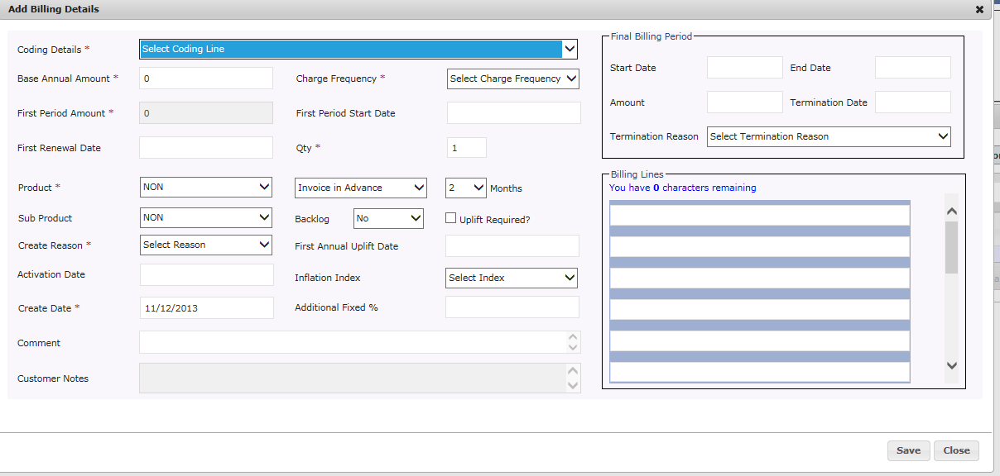 Add Billing Details
Coding Details *
Select Coding Line
Base Annual Amount *
0
Charge Frequency *
Select Charge Frequency
First Period Amount *
0
First Period Start Date
First Renewal Date
Qty *
1
Product *
NON
Invoice in Advance
2
Months
Sub Product
NON
Backlog
No
Uplift Required?
Create Reason *
Select Reason
First Annual Uplift Date
Activation Date
Inflation Index
Select Index
Create Date *
11/12/2013
Additional Fixed %
Comment
Customer Notes
Final Billing Period
Start Date
End Date
Amount
Termination Date
Termination Reason
Select Termination Reason
Billing Lines
You have 0 characters remaining
Save
Close